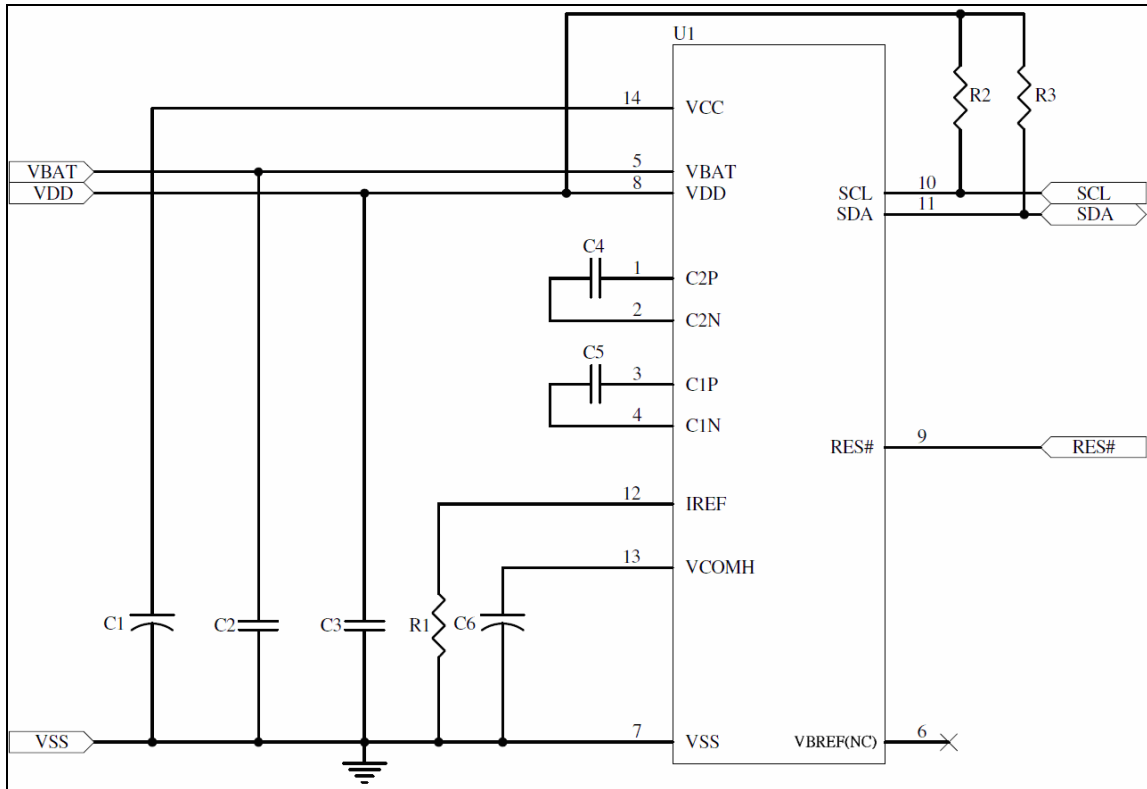 U1
R2
R3
14
VCC
VBAT
5
VBAT
VDD
8
VDD
SCL
10
SCL
SDA
11
SDA
C4
1
C2P
2
C2N
C5
3
C1P
4
C1N
RES#
9
RES#
12
IREF
13
VCOMH
C1
C2
C3
R1
C6
VSS
7
VSS
VBREF(NC)
6